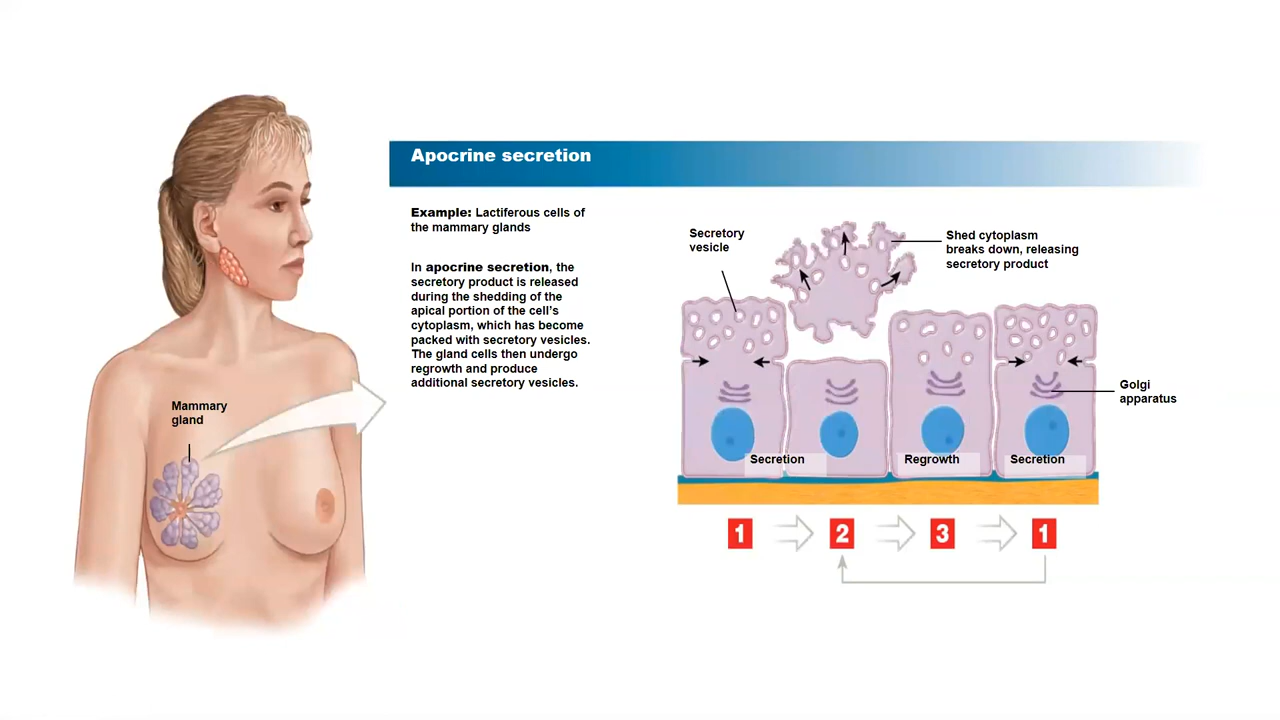 Apocrine secretion
Example: Lactiferous cells of
the mammary glands
In apocrine secretion, the
secretory product is released
during the shedding of the
apical portion of the cell's
cytoplasm, which has become
packed with secretory vesicles.
The gland cells then undergo
regrowth and produce
additional secretory vesicles.
Mammary
gland
Secretory
vesicle
Shed cytoplasm
breaks down, releasing
secretory product
Golgi
apparatus
Secretion
Regrowth
Secretion
1
2
3
1